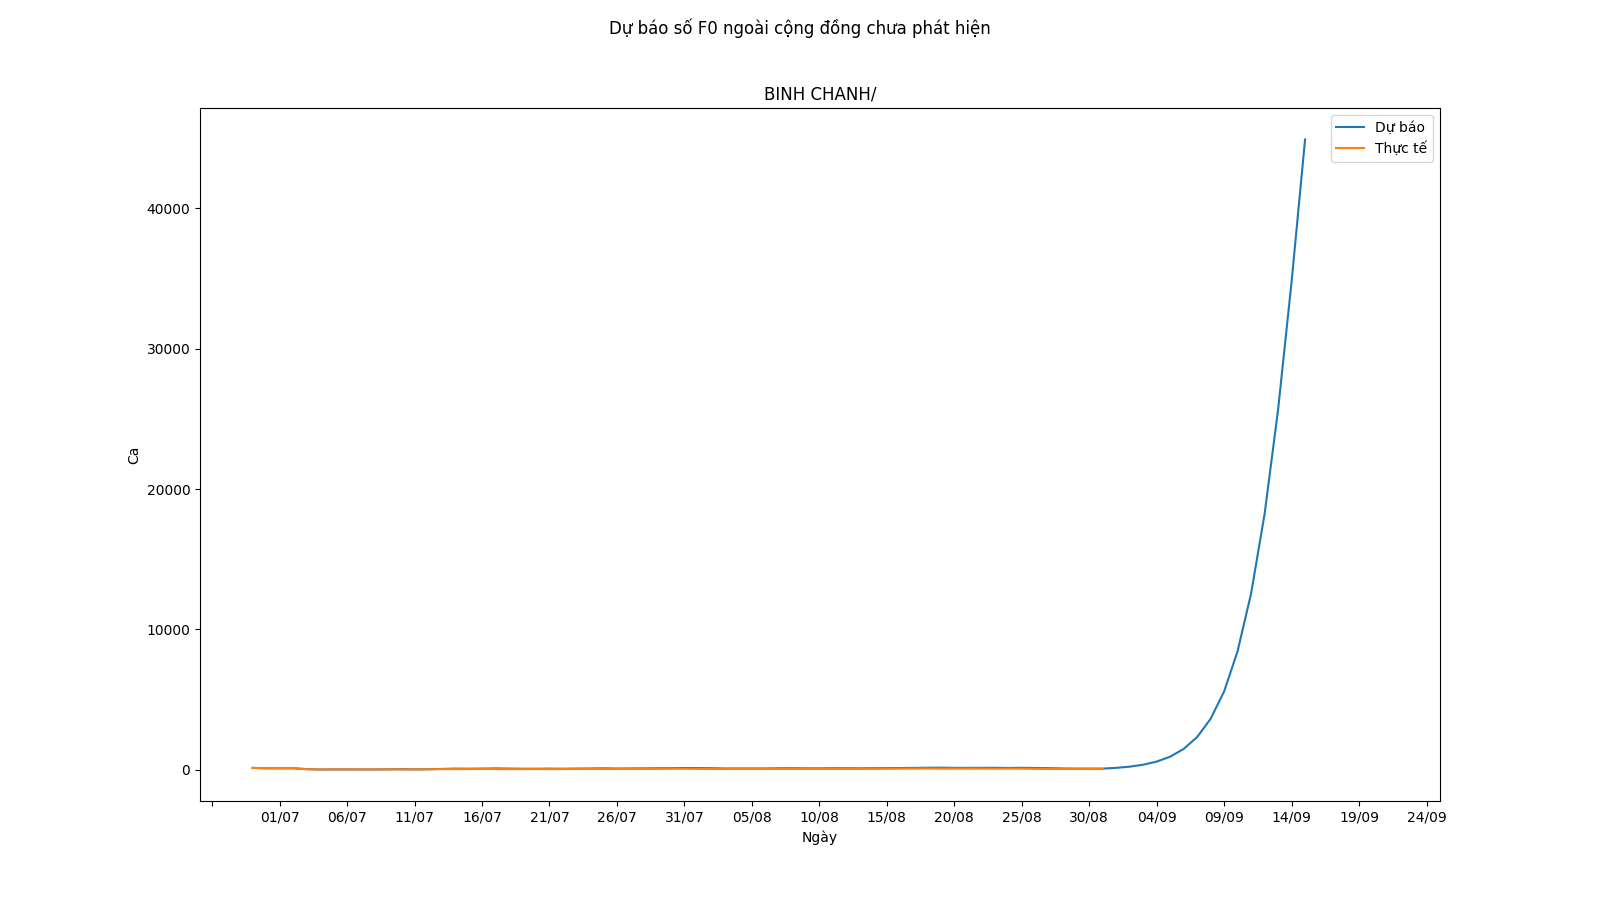 Dự báo số F0 ngoài cộng đồng chưa phát hiện
BINH CHANH/
Dự báo
Thực tế
40000
30000
20000
10000
0
Ca
01/07 06/07 11/07 16/07 21/07 26/07 31/07 05/08 10/08 15/08 20/08 25/08 30/08 04/09 09/09 14/09 19/09 24/09
Ngày